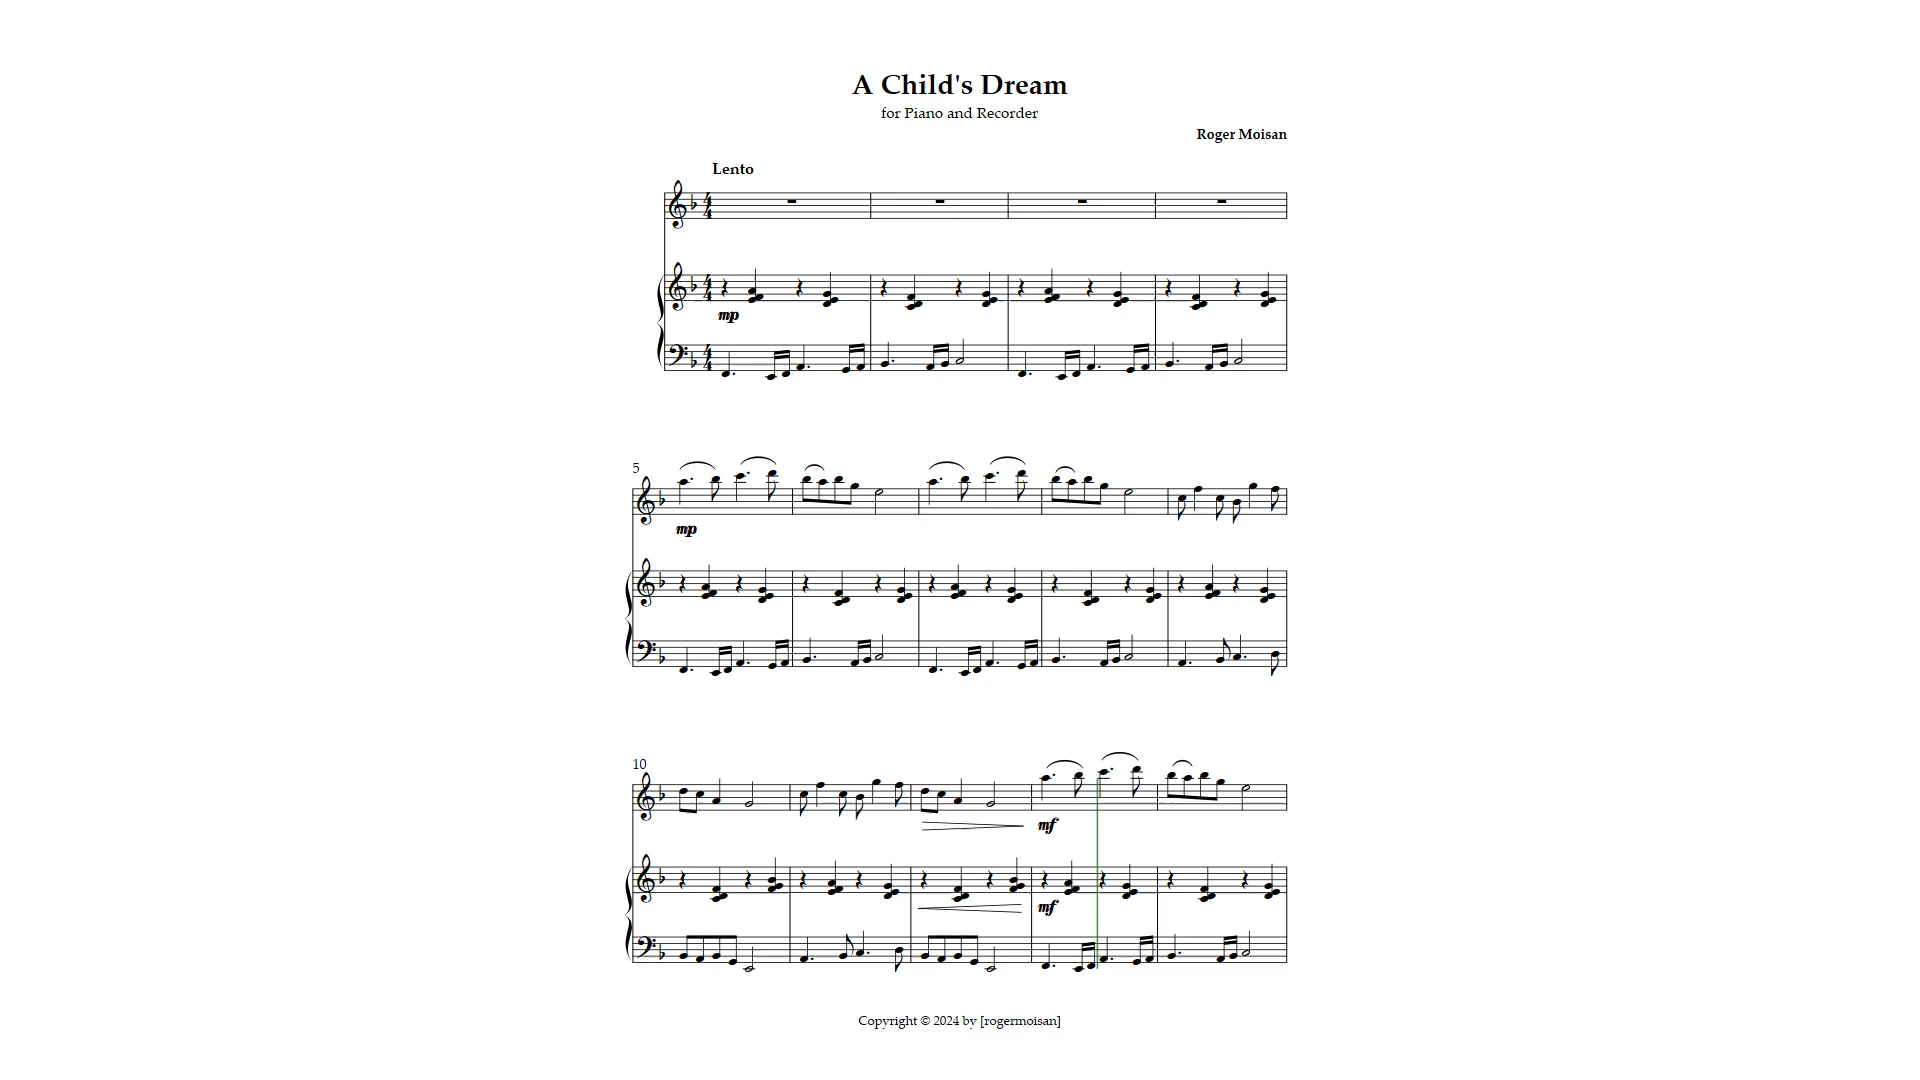 A Child's Dream
for Piano and Recorder
Roger Moisan
Lento
mp
5
mp
10
mf
mf
Copyright © 2024 by [rogermoisan]